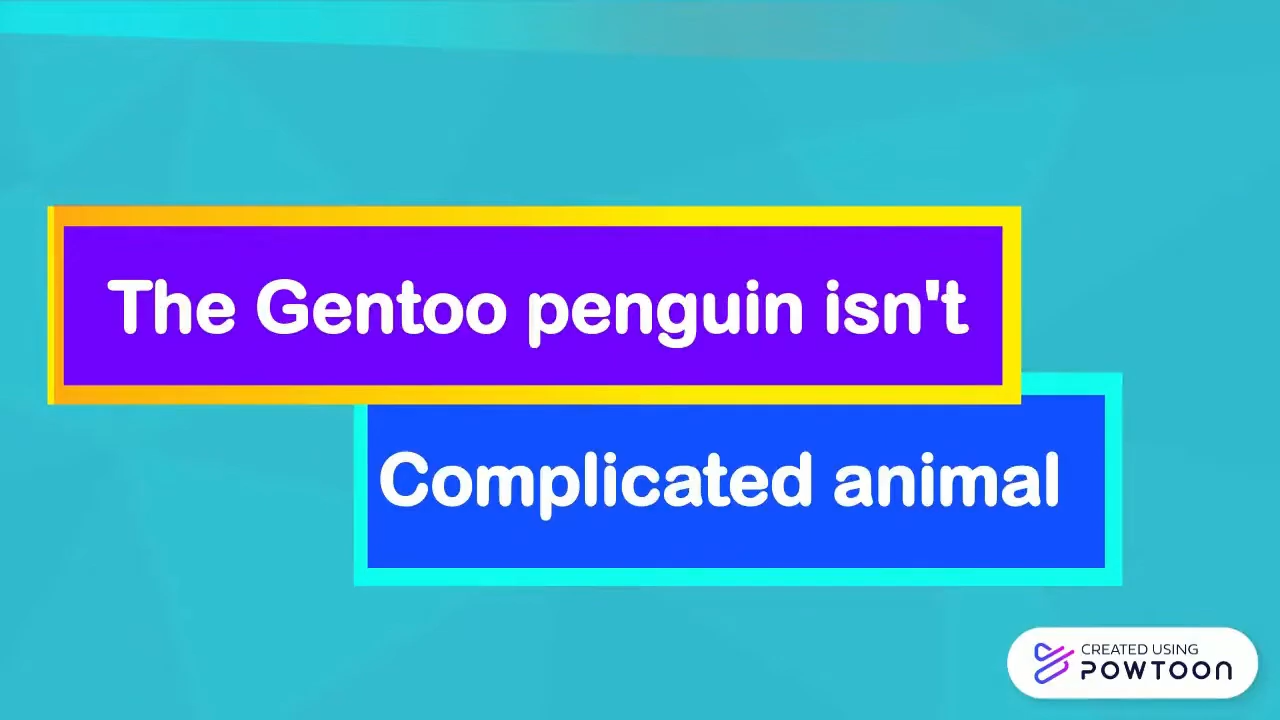 The Gentoo penguin isn't
Complicated animal
CREATED USING
POWTOON